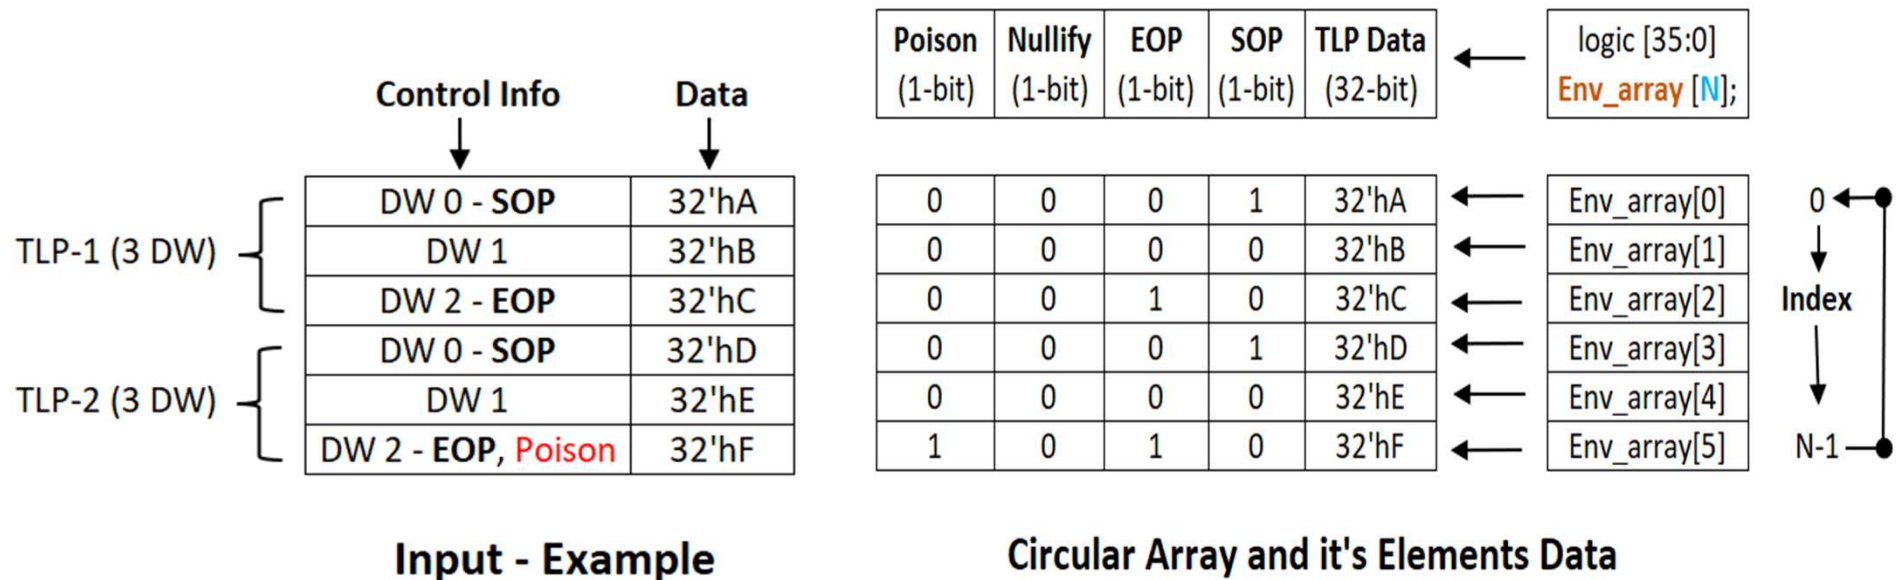 Control Info Data
TLP-1 (3 DW)
DW 0 - SOP 32'hA
DW 1 32'hB
DW 2 - EOP 32'hC
TLP-2 (3 DW)
DW 0 - SOP 32'hD
DW 1 32'hE
DW 2 - EOP, Poison 32'hF
Input - Example
Poison Nullify EOP SOP TLP Data
(1-bit) (1-bit) (1-bit) (1-bit) (32-bit)
logic [35:0]
Env_array [N];
0 0 0 1 32'hA Env_array[0]
0 0 0 0 32'hB Env_array[1]
0 0 1 0 32'hC Env_array[2]
0 0 0 1 32'hD Env_array[3]
0 0 0 0 32'hE Env_array[4]
1 0 1 0 32'hF Env_array[5]
0
Index
N-1
Circular Array and it's Elements Data